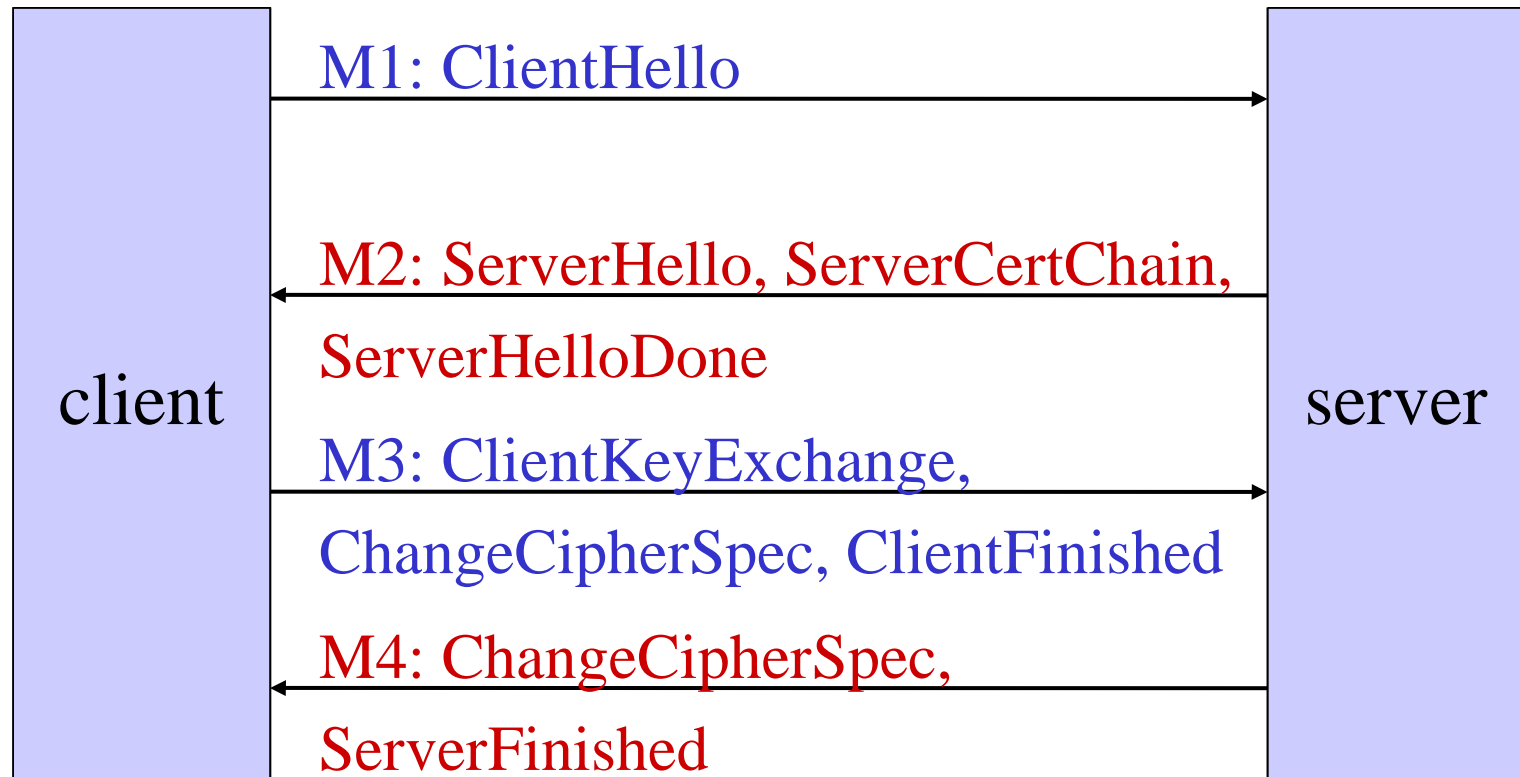 M1: ClientHello
M2: ServerHello, ServerCertChain,
ServerHelloDone
client
server
M3: ClientKeyExchange,
ChangeCipherSpec, ClientFinished
M4: ChangeCipherSpec,
ServerFinished